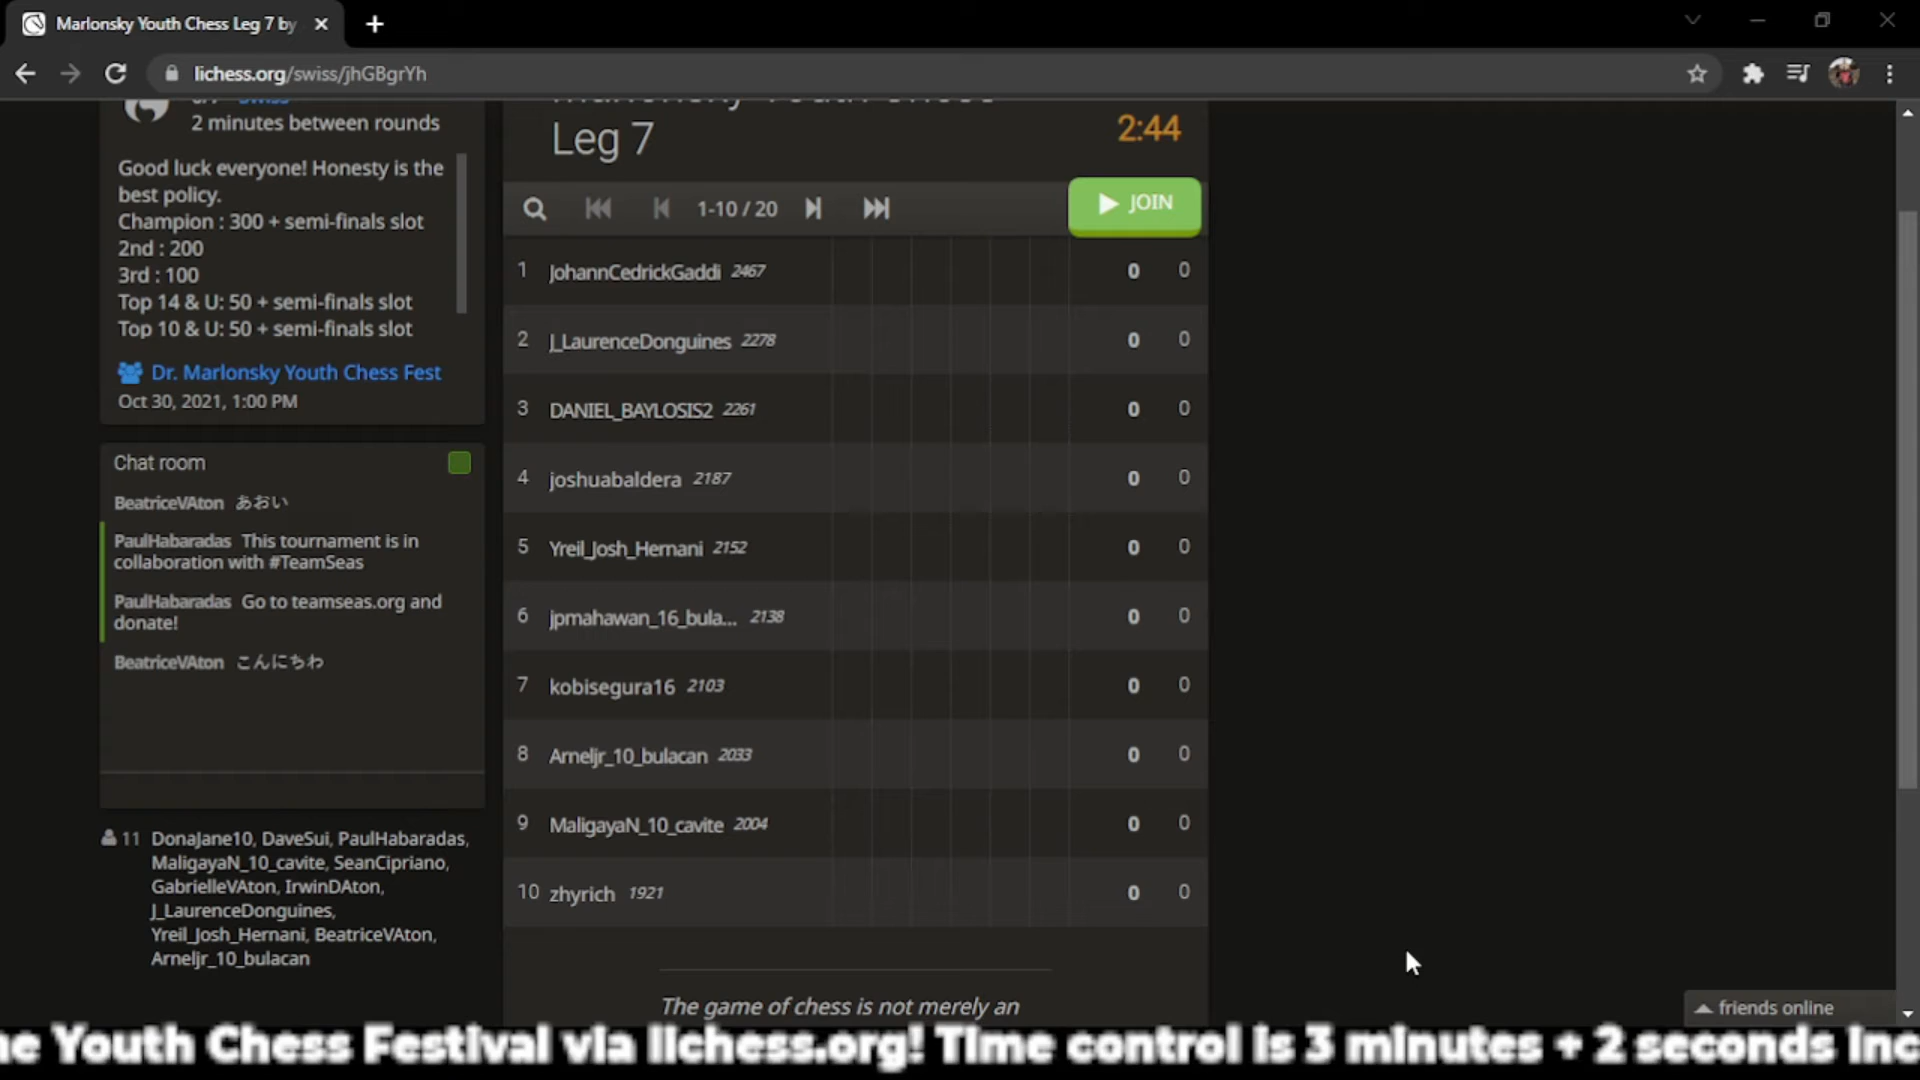 Marlonsky Youth Chess Leg 7 by
lichess.org/swiss/jhGBgrYh
2 minutes between rounds
Good luck everyone! Honesty is the
best policy.
Champion : 300 + semi-finals slot
2nd : 200
3rd : 100
Top 14 & U: 50 + semi-finals slot
Top 10 & U: 50 + semi-finals slot
Dr. Marlonsky Youth Chess Fest
Oct 30, 2021, 1:00 PM
Chat room
BeatriceVAton あおい
PaulHabaradas This tournament is in
collaboration with #TeamSeas
PaulHabaradas Go to teamseas.org and
donate!
BeatriceVAton こんにちわ
11 DonaJane10, DaveSui, PaulHabaradas,
MaligayaN_10_cavite, SeanCipriano,
GabrielleVAton, IrwinDAton,
J_LaurenceDonguines,
Yreil_Josh_Hernani, BeatriceVAton,
Arneljr_10_bulacan
Leg 7
2:44
1-10 / 20
JOIN
1 JohannCedrickGaddi 2467 0 0
2 J_LaurenceDonguines 2278 0 0
3 DANIEL_BAYLOSIS2 2261 0 0
4 joshuabaldera 2187 0 0
5 Yreil_Josh_Hernani 2152 0 0
6 jpmahawan_16_bula... 2138 0 0
7 kobisegura16 2103 0 0
8 Arneljr_10_bulacan 2033 0 0
9 MaligayaN_10_cavite 2004 0 0
10 zhyrich 1921 0 0
The game of chess is not merely an
friends online
ne Youth Chess Festival via lichess.org! Time control is 3 minutes + 2 seconds inc